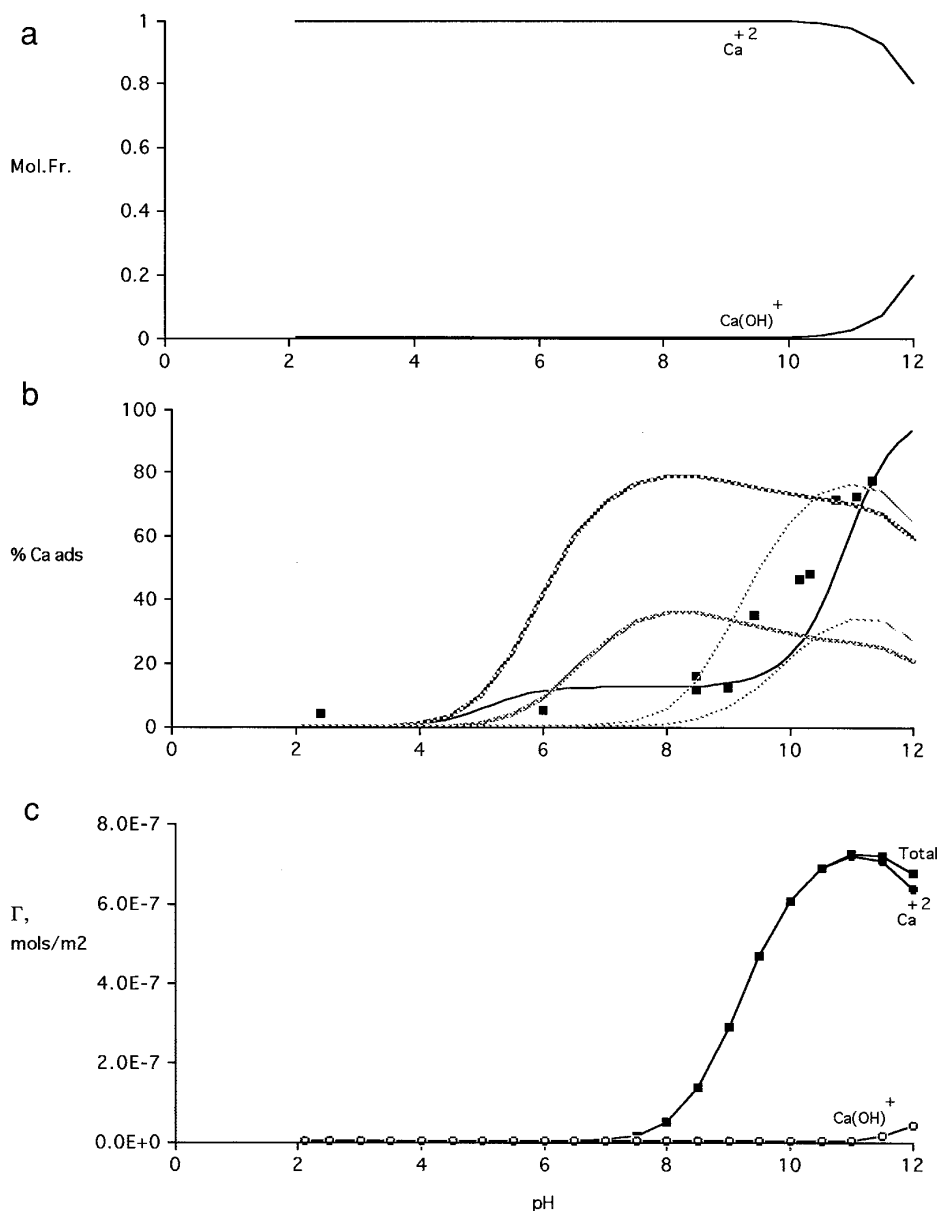 a
1
0.8
0.6
0.4
0.2
0
Mol.Fr.
Ca+2
Ca(OH)+
0 2 4 6 8 10 12
b
100
80
60
40
20
0
% Ca ads
0 2 4 6 8 10 12
c
8.0E-7
6.0E-7
4.0E-7
2.0E-7
0.0E+0
Γ,
mols/m2
Total
Ca+2
Ca(OH)+
0 2 4 6 8 10 12
pH